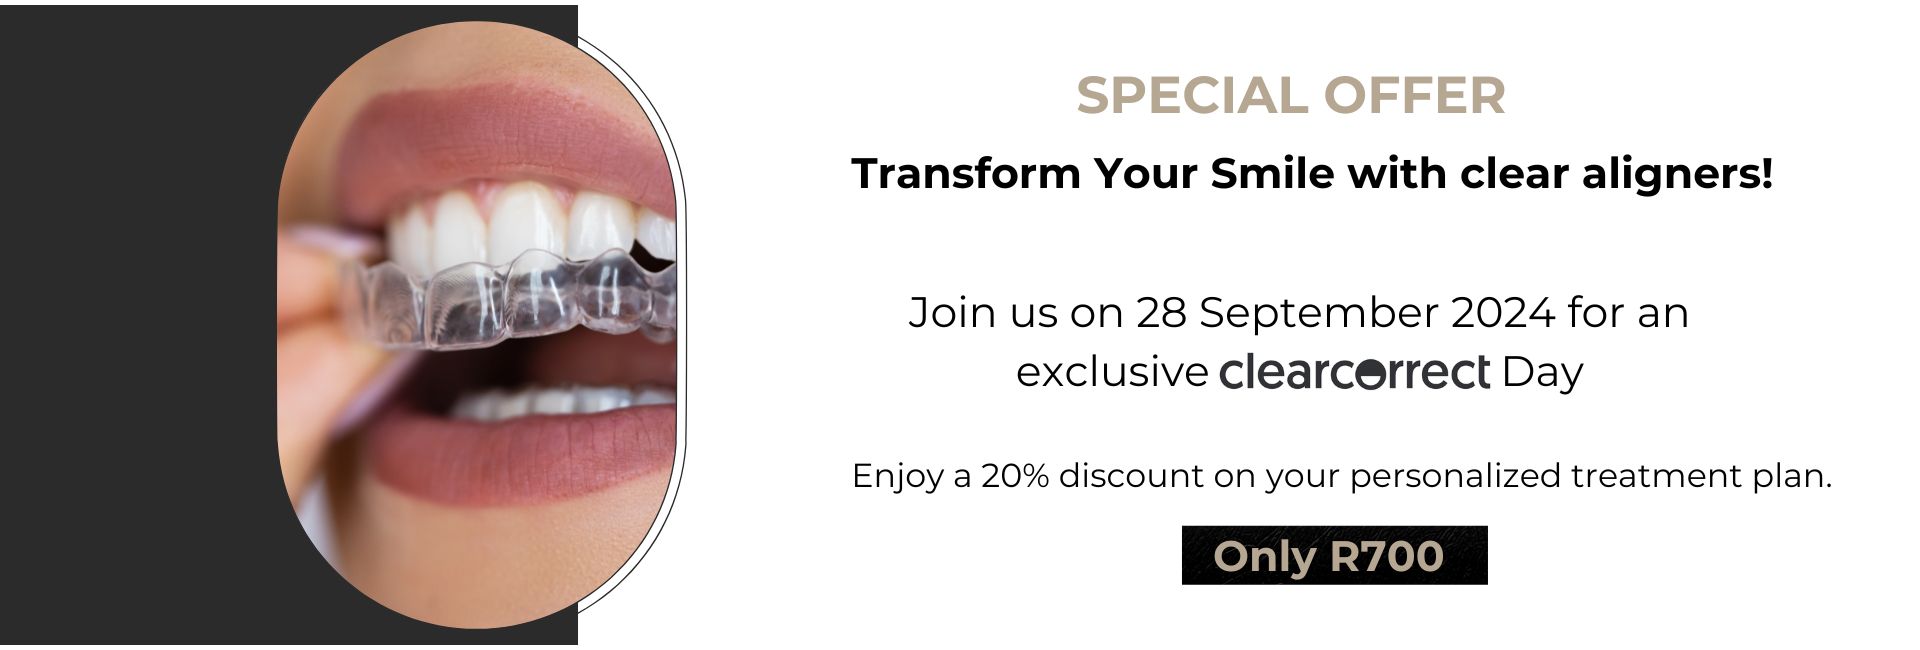 SPECIAL OFFER
Transform Your Smile with clear aligners!
Join us on 28 September 2024 for an
exclusive clearcorrect Day
Enjoy a 20% discount on your personalized treatment plan.
Only R700